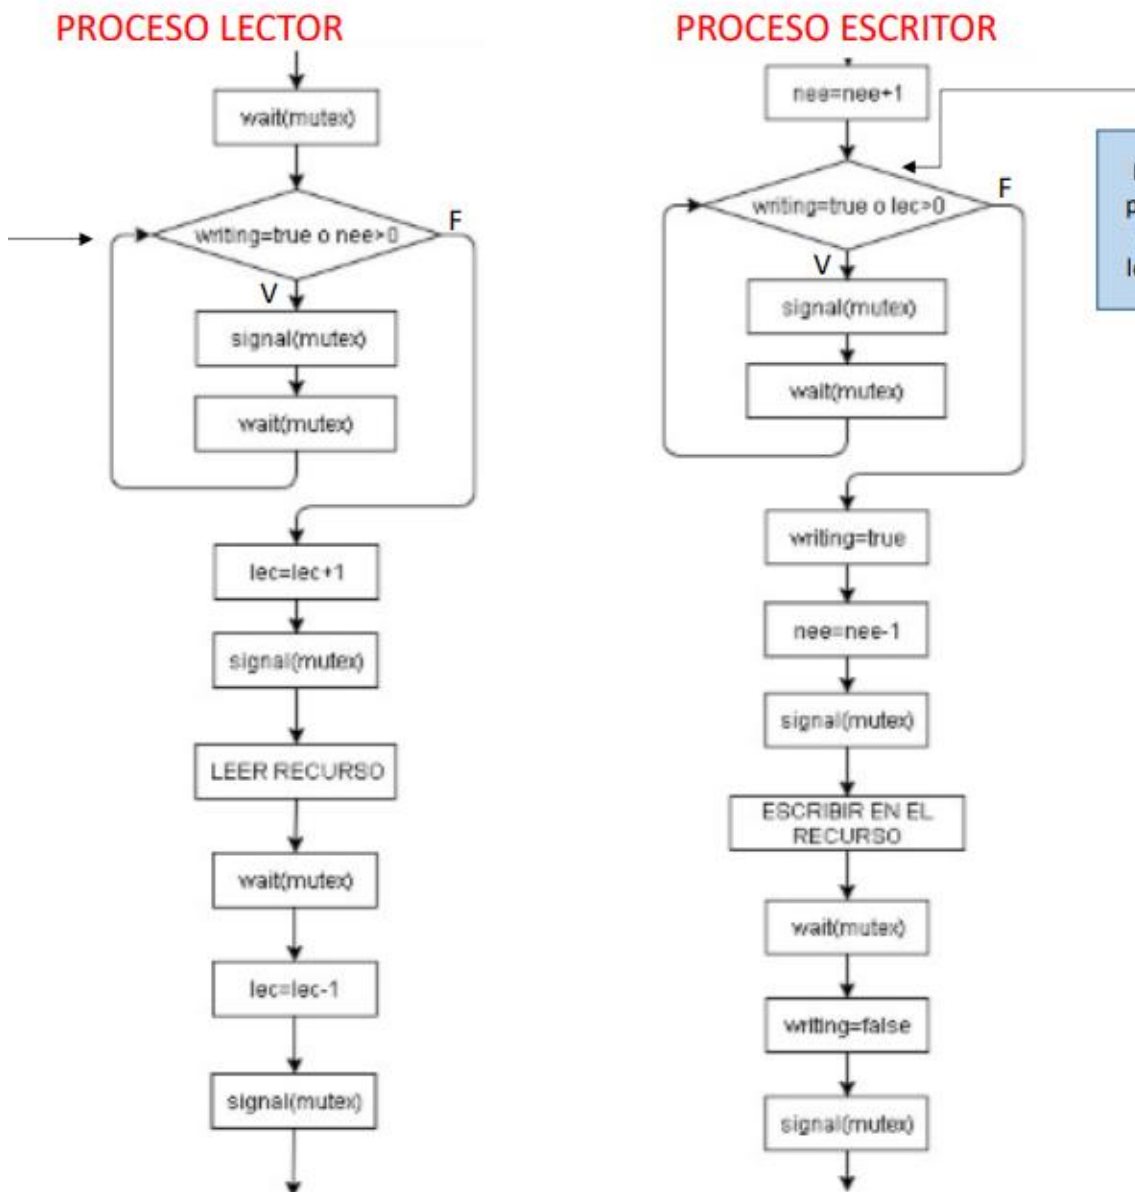 PROCESO LECTOR
wait(mutex)
writing=true o nee>0
F
V
signal(mutex)
wait(mutex)
lec=lec+1
signal(mutex)
LEER RECURSO
wait(mutex)
lec=lec-1
signal(mutex)
PROCESO ESCRITOR
nee=nee+1
writing=true o lec>0
F
V
signal(mutex)
wait(mutex)
writing=true
nee=nee-1
signal(mutex)
ESCRIBIR EN EL
RECURSO
wait(mutex)
writing=false
signal(mutex)